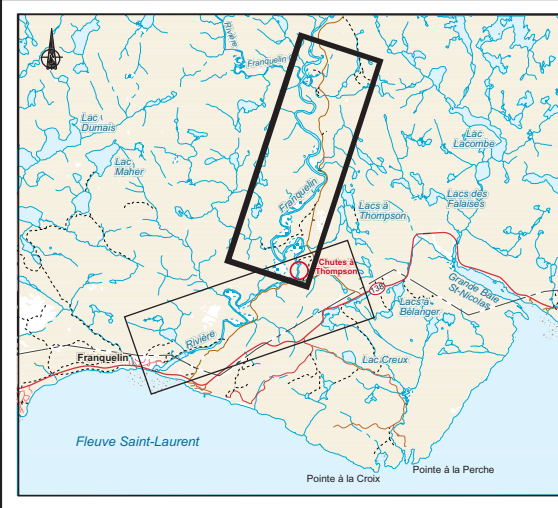 Rivière
Franquelin
Lac
Dumais
Lac
Maher
Lac
Lacombe
Lacs des
Falaises
Franquelin
Lacs à
Thompson
Chutes à
Thompson
138
Grande Baie
St-Nicolas
Lacs à
Bélanger
Rivière
Franquelin
Lac Creux
Fleuve Saint-Laurent
Pointe à la Croix
Pointe à la Perche